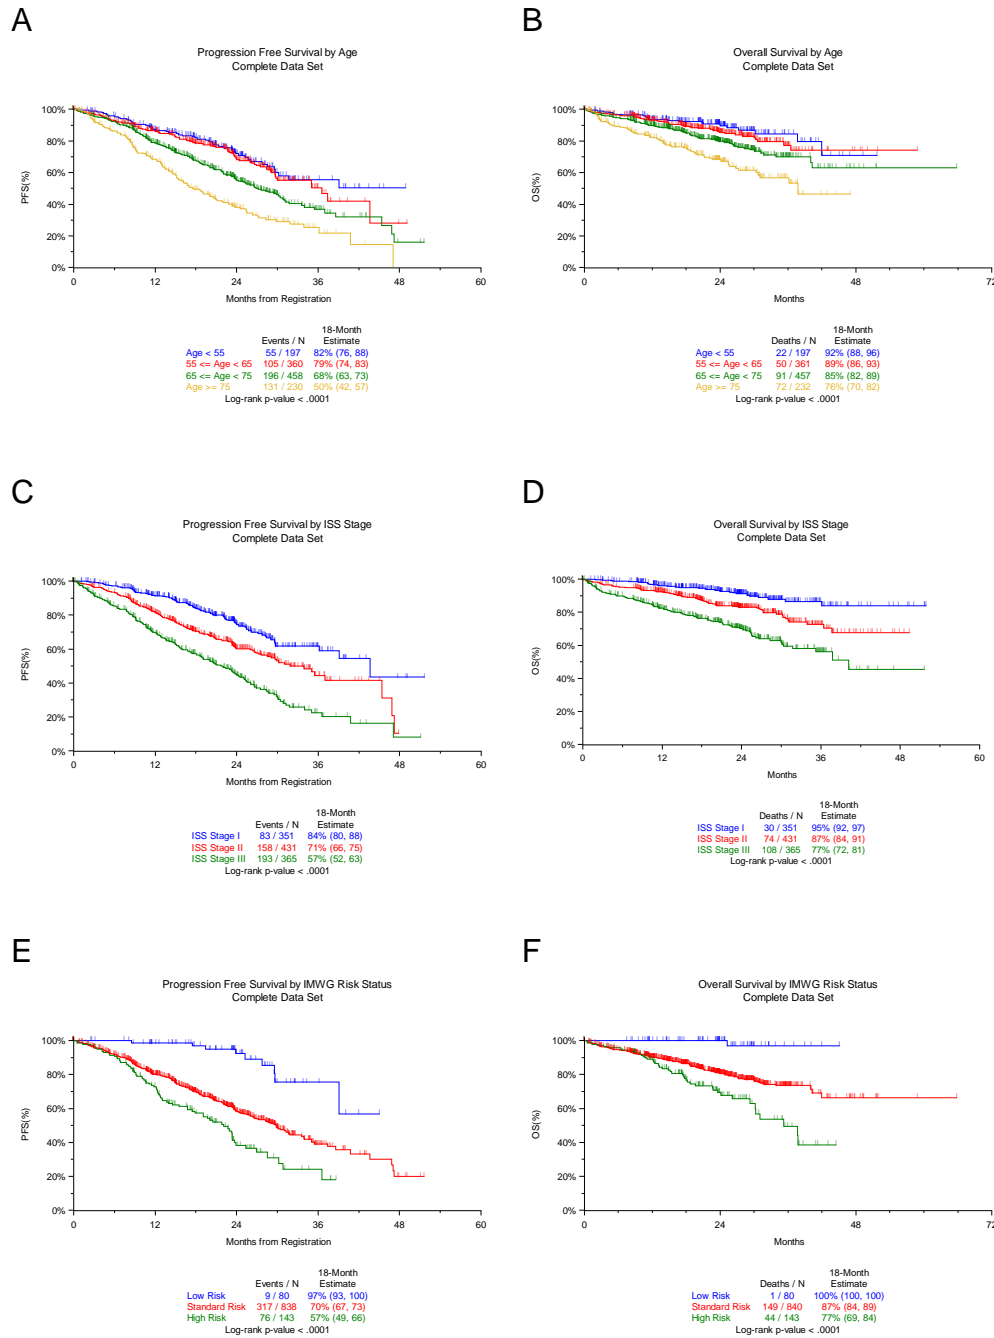 A
Progression Free Survival by Age
Complete Data Set
100%
80%
60%
40%
20%
0%
PFS(%)
0 12 24 36 48 60
Months from Registration
18-Month
Events / N Estimate
Age < 55 55 / 197 82% (76, 88)
55 <= Age < 65 105 / 360 79% (74, 83)
65 <= Age < 75 196 / 458 68% (63, 73)
Age >= 75 131 / 230 50% (42, 57)
Log-rank p-value < .0001
B
Overall Survival by Age
Complete Data Set
100%
80%
60%
40%
20%
0%
OS(%)
0 24 48 72
Months
18-Month
Deaths / N Estimate
Age < 55 22 / 197 92% (88, 96)
55 <= Age < 65 50 / 361 89% (86, 93)
65 <= Age < 75 91 / 457 85% (82, 89)
Age >= 75 72 / 232 76% (70, 82)
Log-rank p-value < .0001
C
Progression Free Survival by ISS Stage
Complete Data Set
100%
80%
60%
40%
20%
0%
PFS(%)
0 12 24 36 48 60
Months from Registration
18-Month
Events / N Estimate
ISS Stage I 83 / 351 84% (80, 88)
ISS Stage II 158 / 431 71% (66, 75)
ISS Stage III 193 / 365 57% (52, 63)
Log-rank p-value < .0001
D
Overall Survival by ISS Stage
Complete Data Set
100%
80%
60%
40%
20%
0%
OS(%)
0 12 24 36 48 60
Months
18-Month
Deaths / N Estimate
ISS Stage I 30 / 351 95% (92, 97)
ISS Stage II 74 / 431 87% (84, 91)
ISS Stage III 108 / 365 77% (72, 81)
Log-rank p-value < .0001
E
Progression Free Survival by IMWG Risk Status
Complete Data Set
100%
80%
60%
40%
20%
0%
PFS(%)
0 12 24 36 48 60
Months from Registration
18-Month
Events / N Estimate
Low Risk 9 / 80 97% (93, 100)
Standard Risk 317 / 838 70% (67, 73)
High Risk 76 / 143 57% (49, 66)
Log-rank p-value < .0001
F
Overall Survival by IMWG Risk Status
Complete Data Set
100%
80%
60%
40%
20%
0%
OS(%)
0 24 48 72
Months
18-Month
Deaths / N Estimate
Low Risk 1 / 80 100% (100, 100)
Standard Risk 149 / 840 87% (84, 89)
High Risk 44 / 143 77% (69, 84)
Log-rank p-value < .0001